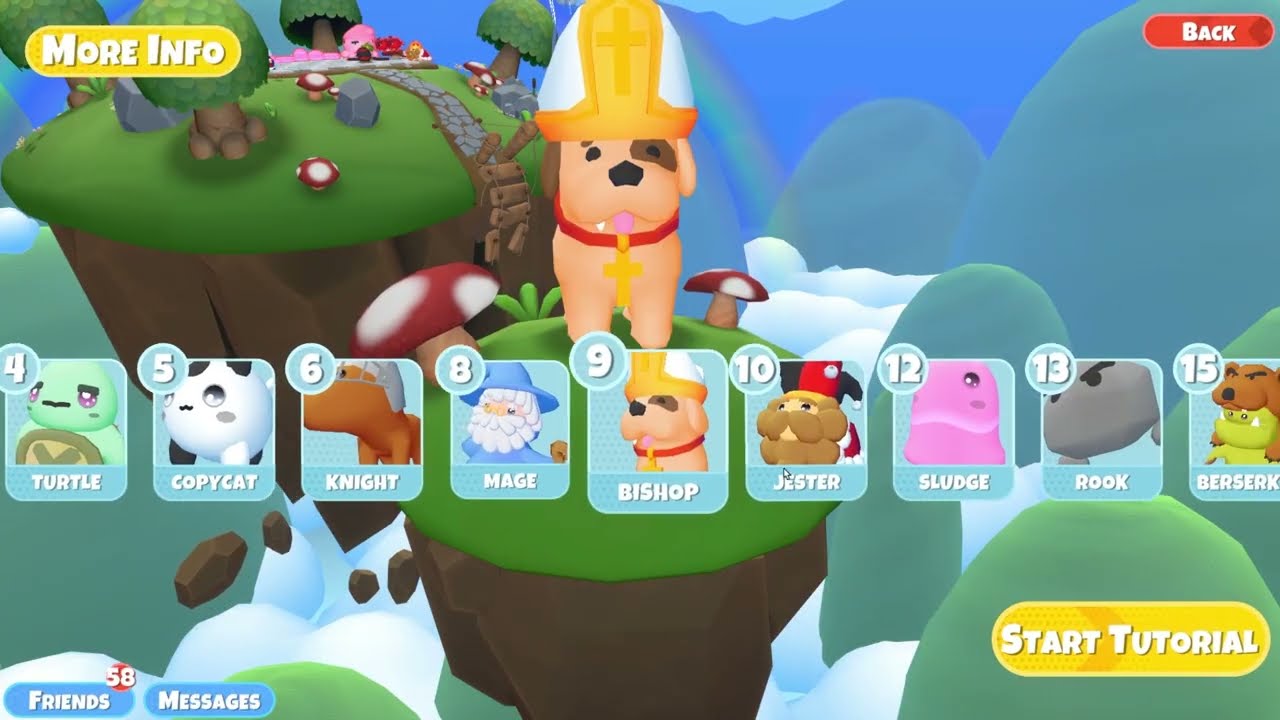 More Info
Back
4
5
6
8
9
10
12
13
15
Turtle
Copycat
Knight
Mage
Bishop
Jester
Sludge
Rook
Berserk
Start Tutorial
58
Friends
Messages